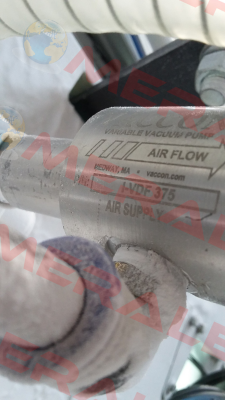 VARIABLE VACUUM PUMP
AIR FLOW
MEDWAY, MA • vaccon.com
J-VDF 375
AIR SUPPLY